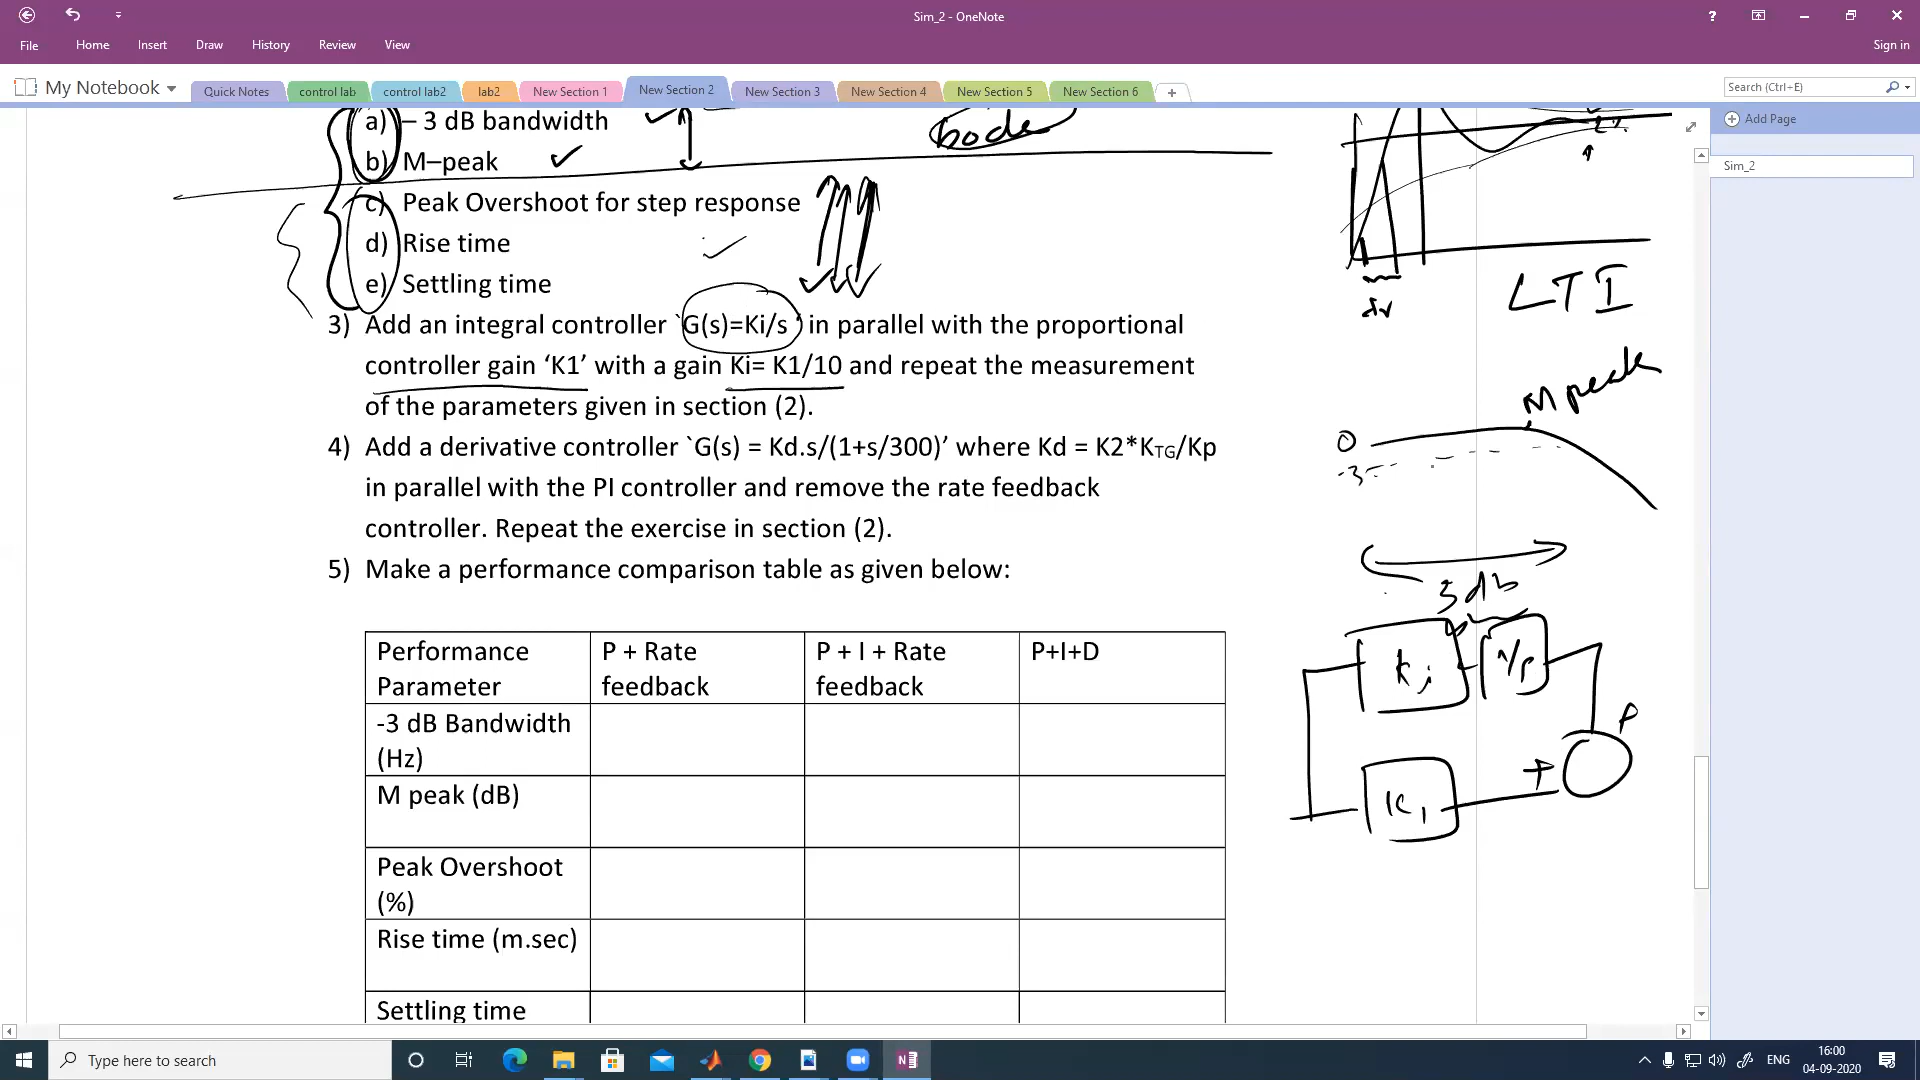 Sim_2 - OneNote
File Home Insert Draw History Review View
Sign in
My Notebook
Quick Notes control lab control lab2 lab2 New Section 1 New Section 2 New Section 3 New Section 4 New Section 5 New Section 6
Search (Ctrl+E)
Add Page
Sim_2
a) – 3 dB bandwidth
bode
b) M–peak
c) Peak Overshoot for step response
d) Rise time
e) Settling time
LTI
3) Add an integral controller `G(s)=Ki/s ' in parallel with the proportional
controller gain ‘K1’ with a gain Ki= K1/10 and repeat the measurement
of the parameters given in section (2).
M peak
0
-3
4) Add a derivative controller `G(s) = Kd.s/(1+s/300)’ where Kd = K2*KTG/Kp
in parallel with the PI controller and remove the rate feedback
controller. Repeat the exercise in section (2).
5) Make a performance comparison table as given below:
3 db
Performance Parameter P + Rate feedback P + I + Rate feedback P+I+D
Ki
P
-3 dB Bandwidth (Hz)
+
M peak (dB)
K1
Peak Overshoot (%)
Rise time (m.sec)
Settling time
Type here to search
ENG
16:00
04-09-2020